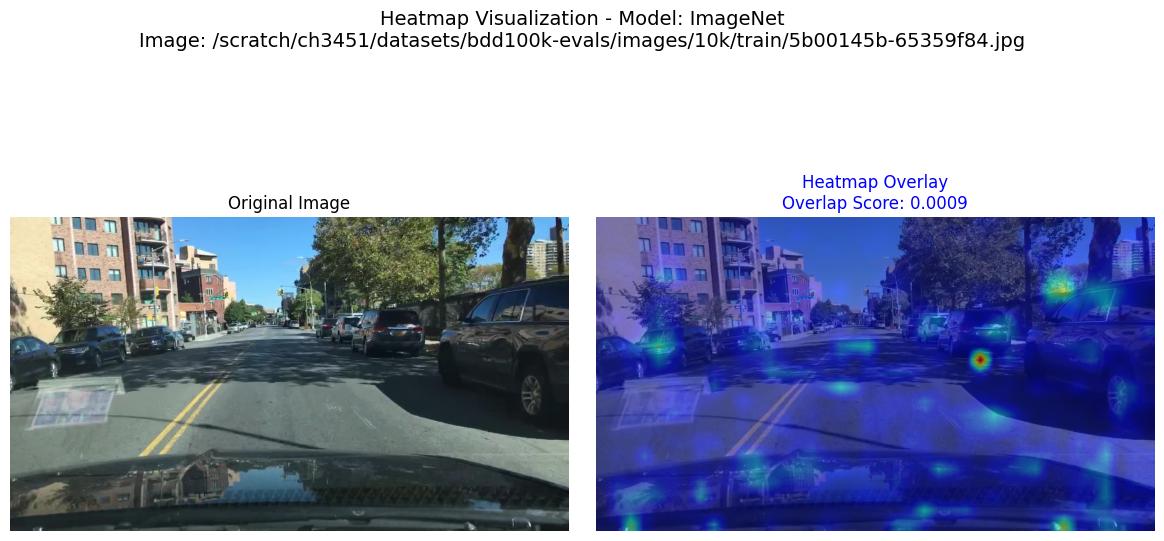 Heatmap Visualization - Model: ImageNet
Image: /scratch/ch3451/datasets/bdd100k-evals/images/10k/train/5b00145b-65359f84.jpg
Original Image
Heatmap Overlay
Overlap Score: 0.0009